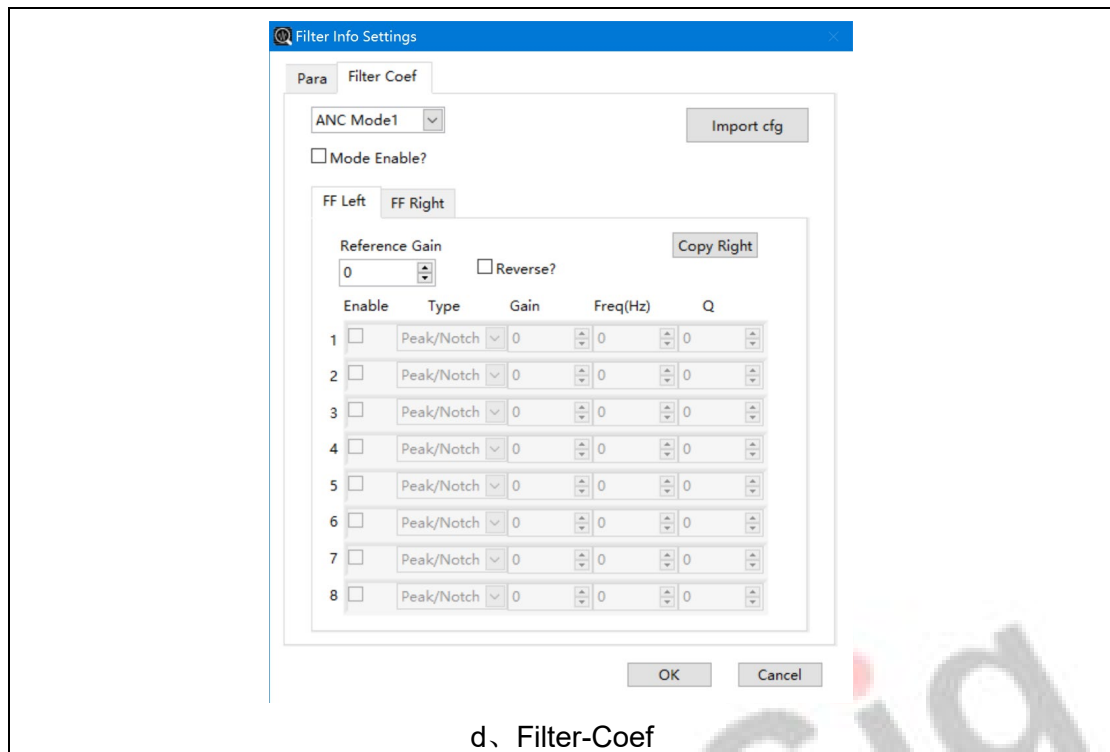 Filter Info Settings
Para Filter Coef
ANC Mode1 Import cfg
Mode Enable?
FF Left FF Right
Reference Gain Copy Right
0 Reverse?
Enable Type Gain Freq(Hz) Q
1 Peak/Notch 0 0 0
2 Peak/Notch 0 0 0
3 Peak/Notch 0 0 0
4 Peak/Notch 0 0 0
5 Peak/Notch 0 0 0
6 Peak/Notch 0 0 0
7 Peak/Notch 0 0 0
8 Peak/Notch 0 0 0
OK Cancel
d、Filter-Coef